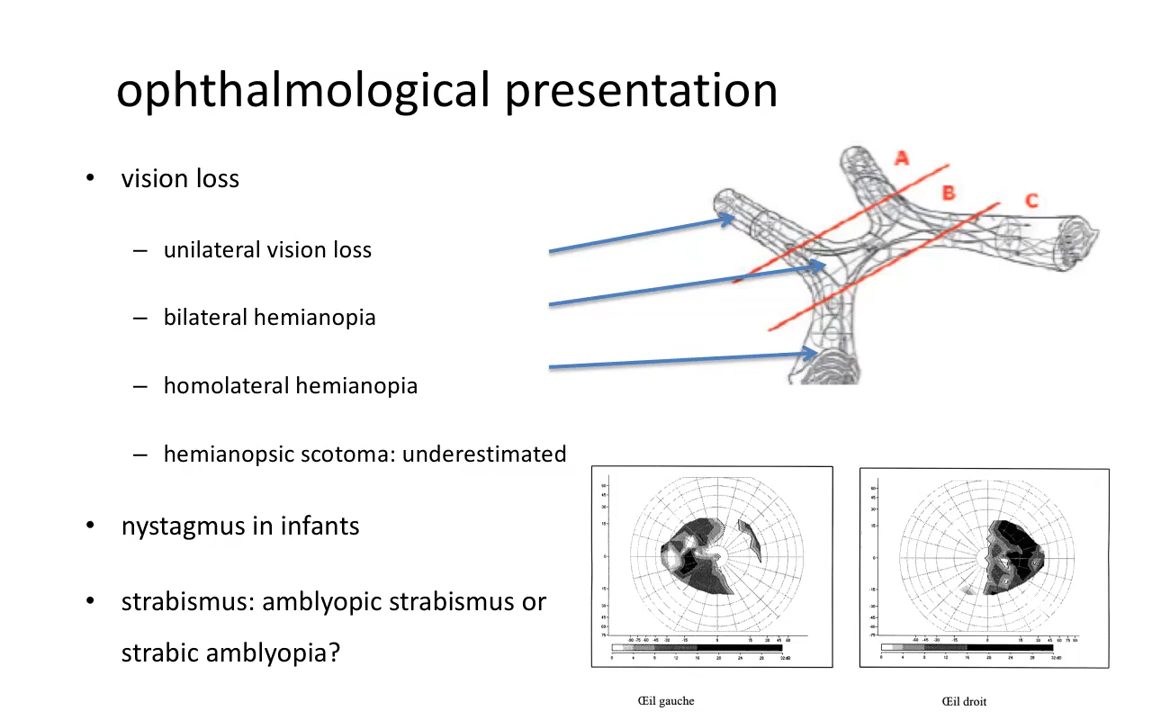 ophthalmological presentation
• vision loss
– unilateral vision loss
– bilateral hemianopia
– homolateral hemianopia
– hemianopsic scotoma: underestimated
• nystagmus in infants
• strabismus: amblyopic strabismus or
strabic amblyopia?
A
B
C
Œil gauche
Œil droit